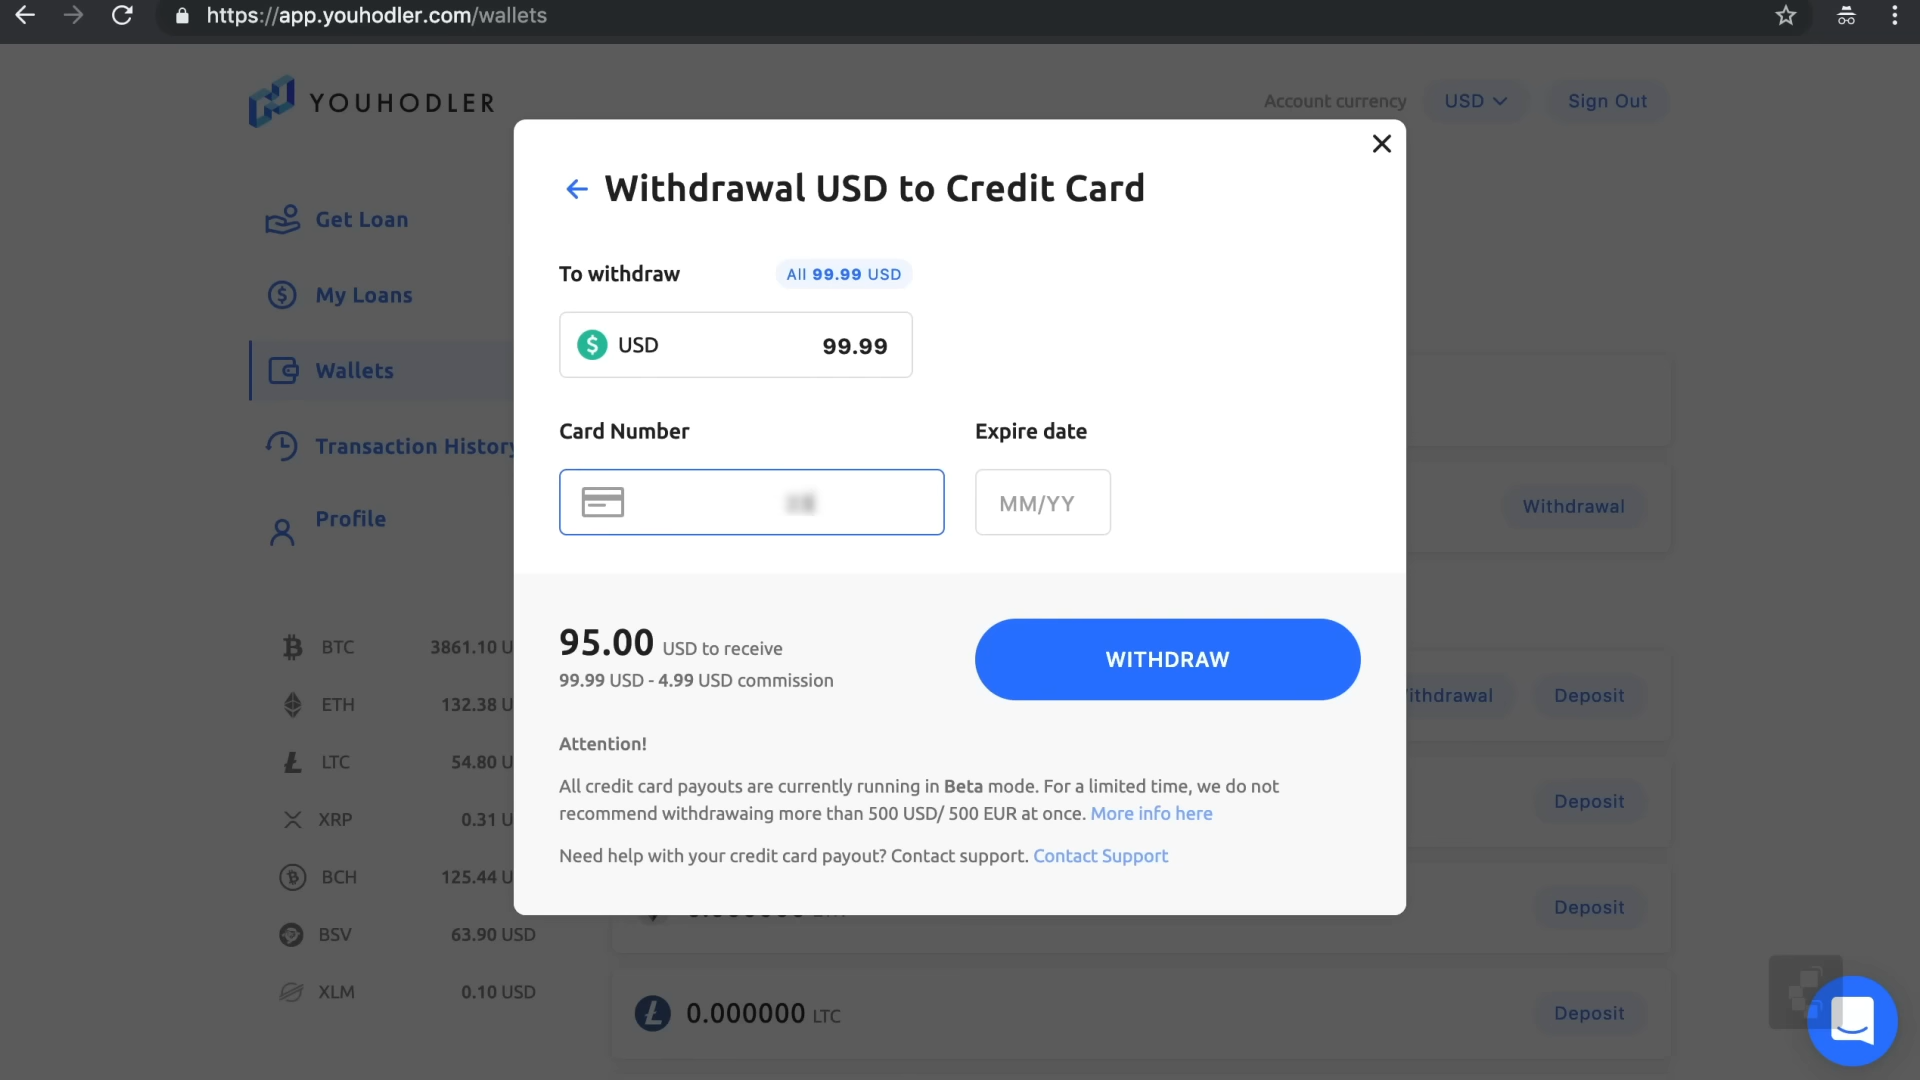 https://app.youhodler.com/wallets
YOUHODLER
Account currency
USD
Sign Out
Get Loan
My Loans
Wallets
Transaction History
Profile
BTC 3861.10 U
ETH 132.38 U
LTC 54.80 U
XRP 0.31 U
BCH 125.44 U
BSV 63.90 USD
XLM 0.10 USD
Withdrawal USD to Credit Card
To withdraw
All 99.99 USD
$ USD 99.99
Card Number
Expire date
MM/YY
95.00 USD to receive
99.99 USD - 4.99 USD commission
WITHDRAW
Attention!
All credit card payouts are currently running in Beta mode. For a limited time, we do not
recommend withdrawaing more than 500 USD/ 500 EUR at once. More info here
Need help with your credit card payout? Contact support. Contact Support
Withdrawal
ithdrawal
Deposit
Deposit
Deposit
0.000000 LTC
Deposit